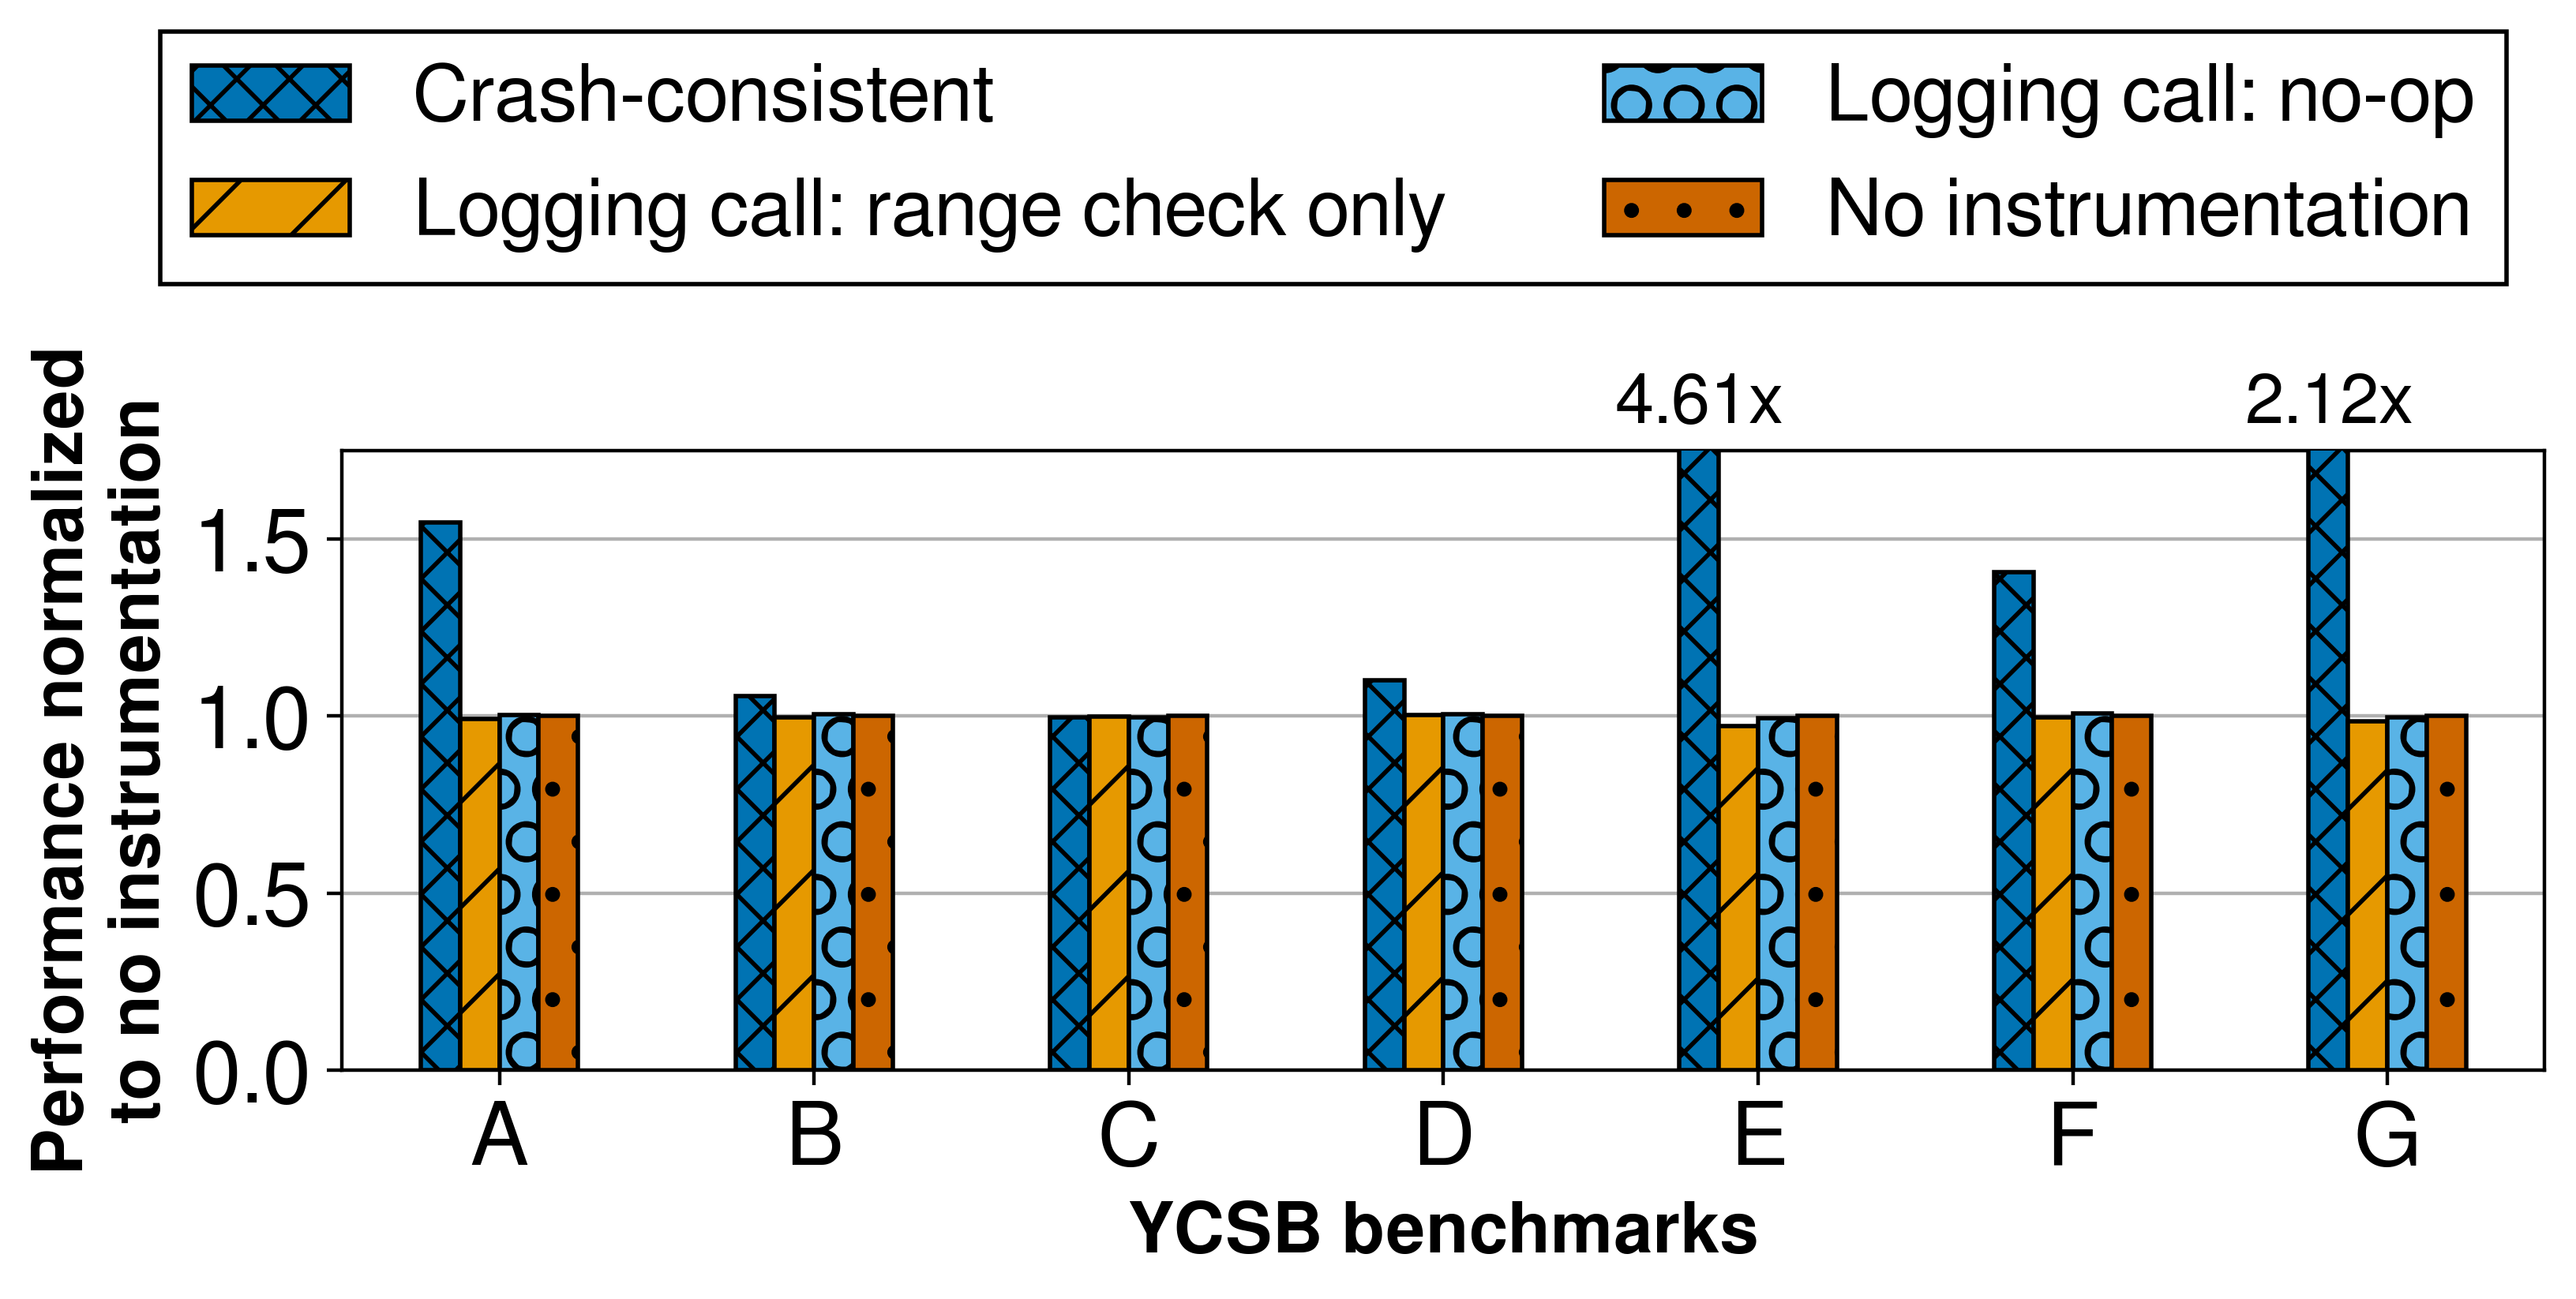 Crash-consistent
Logging call: range check only
Logging call: no-op
No instrumentation
4.61x
2.12x
Performance normalized
to no instrumentation
1.5
1.0
0.5
0.0
A B C D E F G
YCSB benchmarks